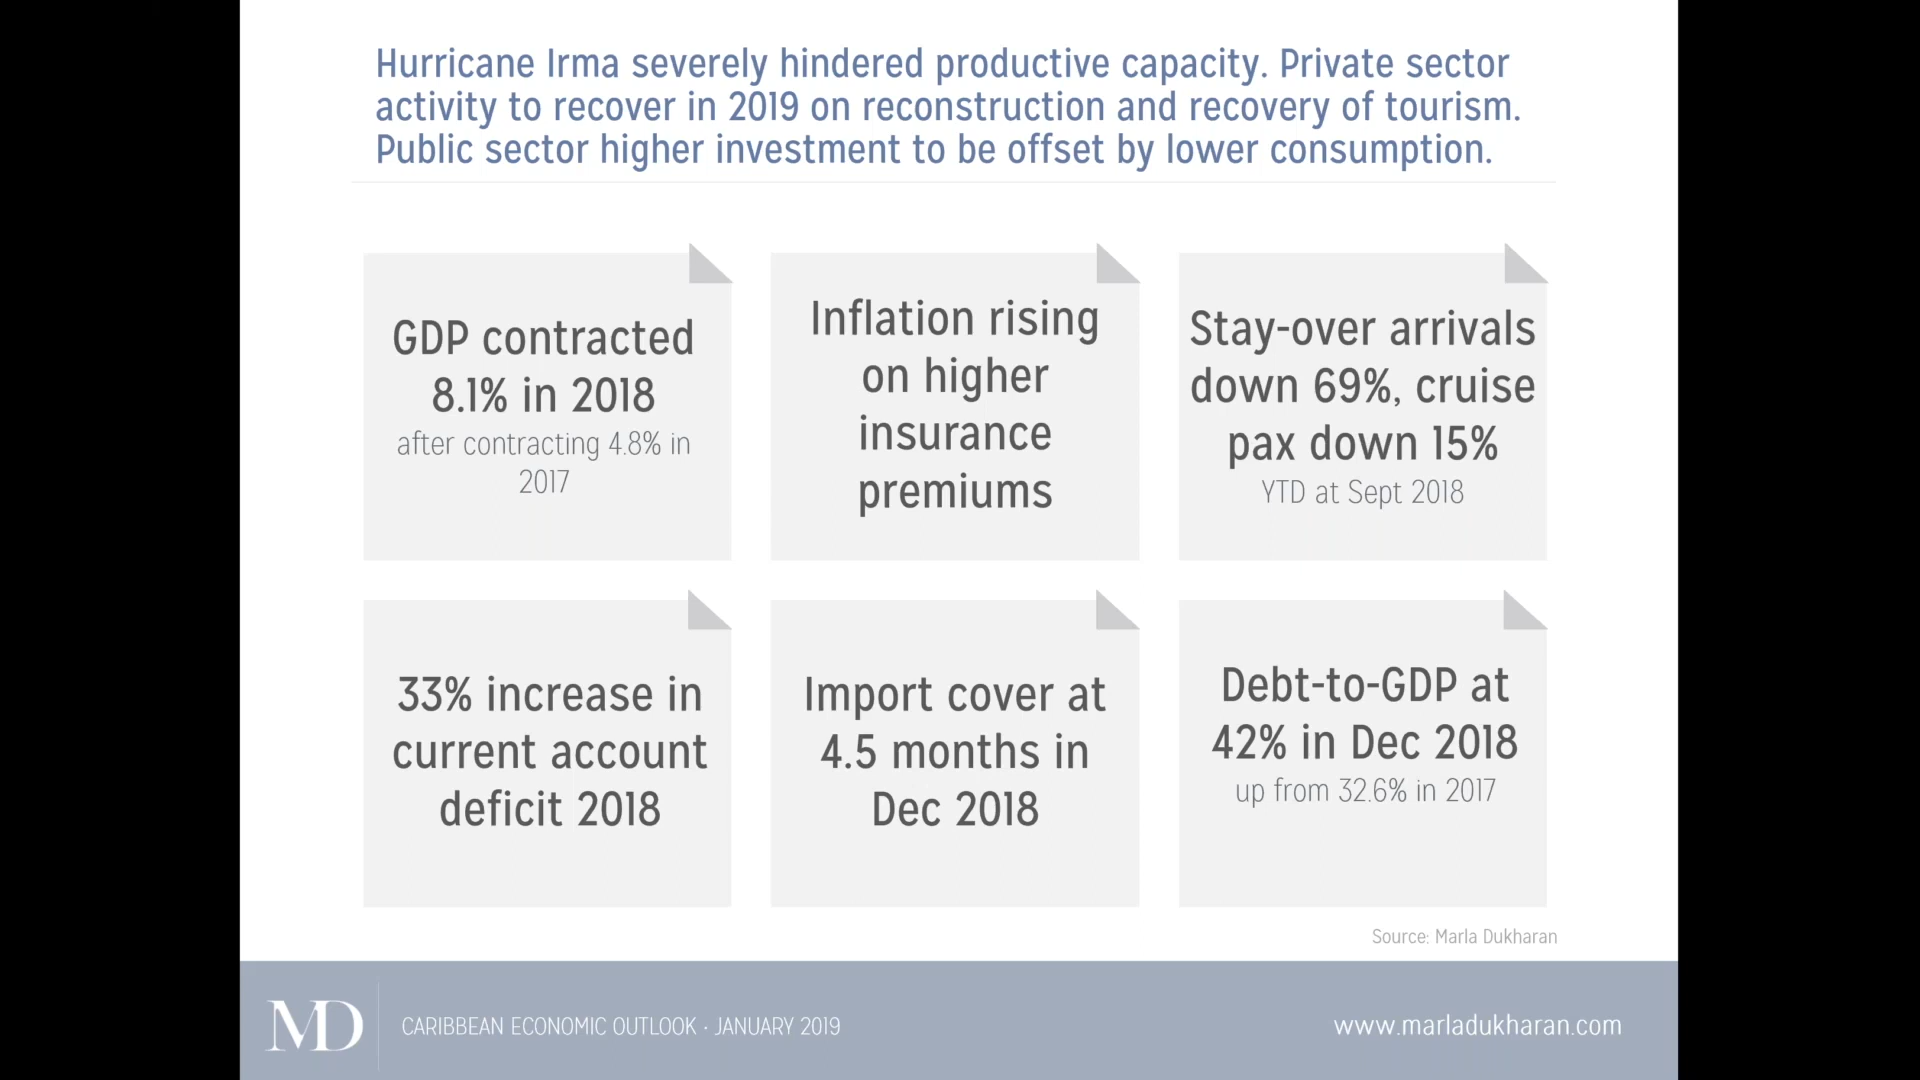 Hurricane Irma severely hindered productive capacity. Private sector
activity to recover in 2019 on reconstruction and recovery of tourism.
Public sector higher investment to be offset by lower consumption.
GDP contracted
8.1% in 2018
after contracting 4.8% in
2017
Inflation rising
on higher
insurance
premiums
Stay-over arrivals
down 69%, cruise
pax down 15%
YTD at Sept 2018
33% increase in
current account
deficit 2018
Import cover at
4.5 months in
Dec 2018
Debt-to-GDP at
42% in Dec 2018
up from 32.6% in 2017
Source: Marla Dukharan
MD
CARIBBEAN ECONOMIC OUTLOOK · JANUARY 2019
www.marladukharan.com